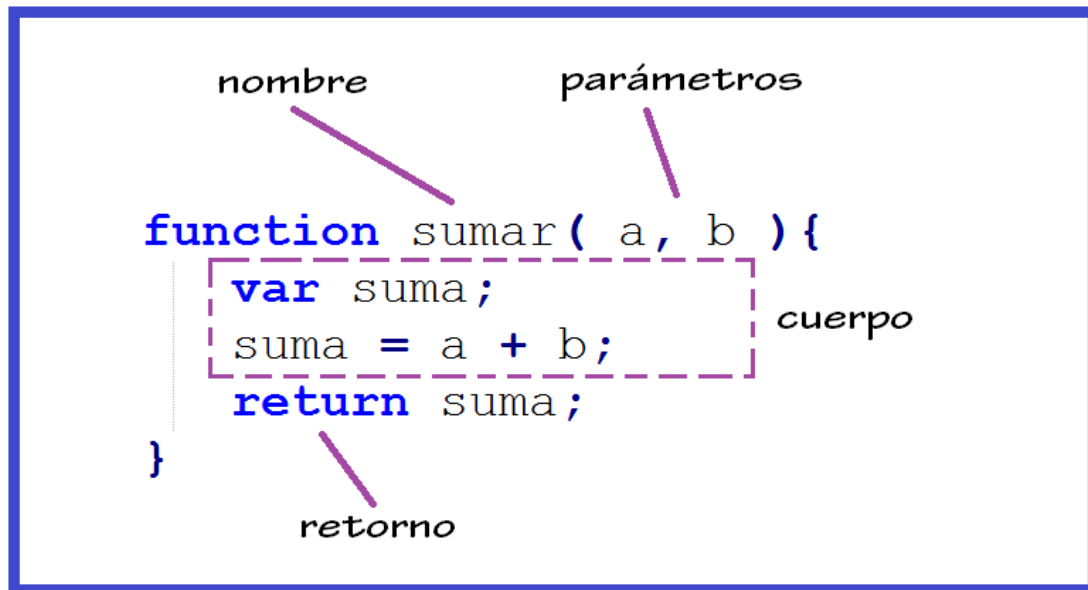 nombre
parámetros
function sumar( a, b ){
var suma;
suma = a + b;
cuerpo
return suma;
}
retorno